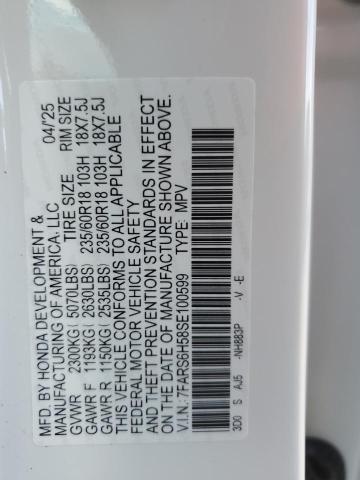 MFD. BY HONDA DEVELOPMENT & 04/'25
MANUFACTURING OF AMERICA, LLC
TIRE SIZE RIM SIZE
GVWR 2300KG (5070LBS)
GAWR F 1193KG (2630LBS) 235/60R18 103H 18X7.5J
GAWR R 1150KG (2535LBS) 235/60R18 103H 18X7.5J
THIS VEHICLE CONFORMS TO ALL APPLICABLE
FEDERAL MOTOR VEHICLE SAFETY
AND THEFT PREVENTION STANDARDS IN EFFECT
ON THE DATE OF MANUFACTURE SHOWN ABOVE.
V.I.N.: 7FARS6H58SE100599 TYPE: MPV
3D0 S AJ5 -NH883P -V -E